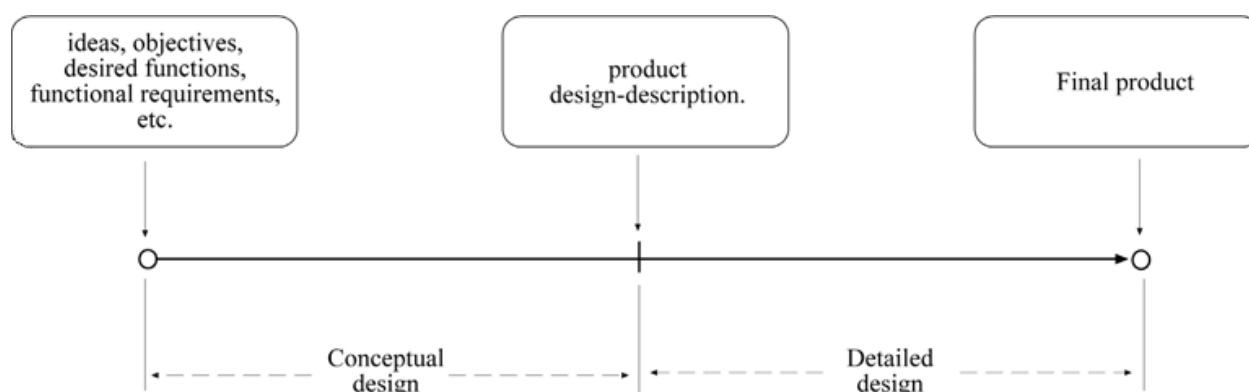 ideas, objectives,
desired functions,
functional requirements,
etc.
product
design-description.
Final product
Conceptual
design
Detailed
design